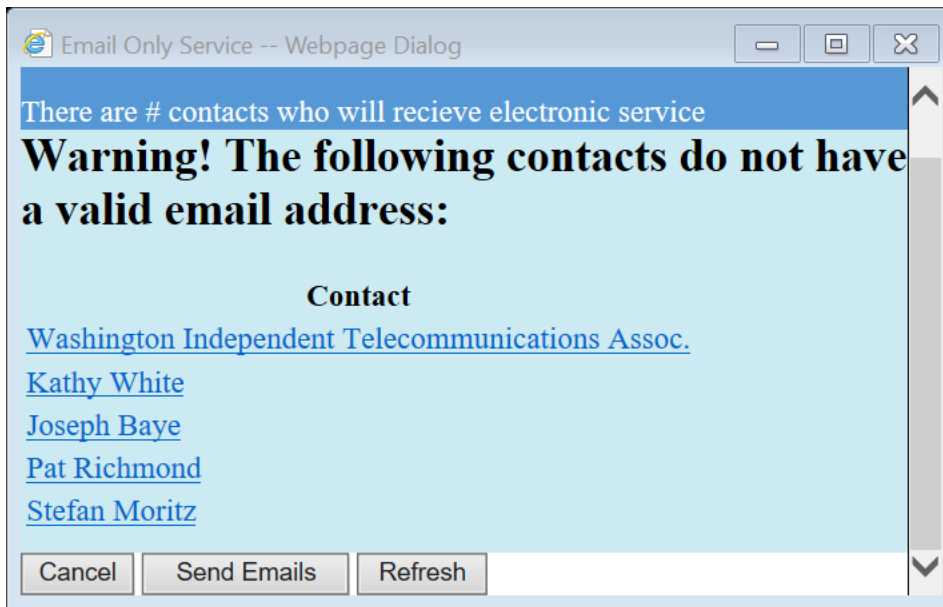 Email Only Service -- Webpage Dialog
There are # contacts who will recieve electronic service
Warning! The following contacts do not have
a valid email address:
Contact
Washington Independent Telecommunications Assoc.
Kathy White
Joseph Baye
Pat Richmond
Stefan Moritz
Cancel Send Emails Refresh